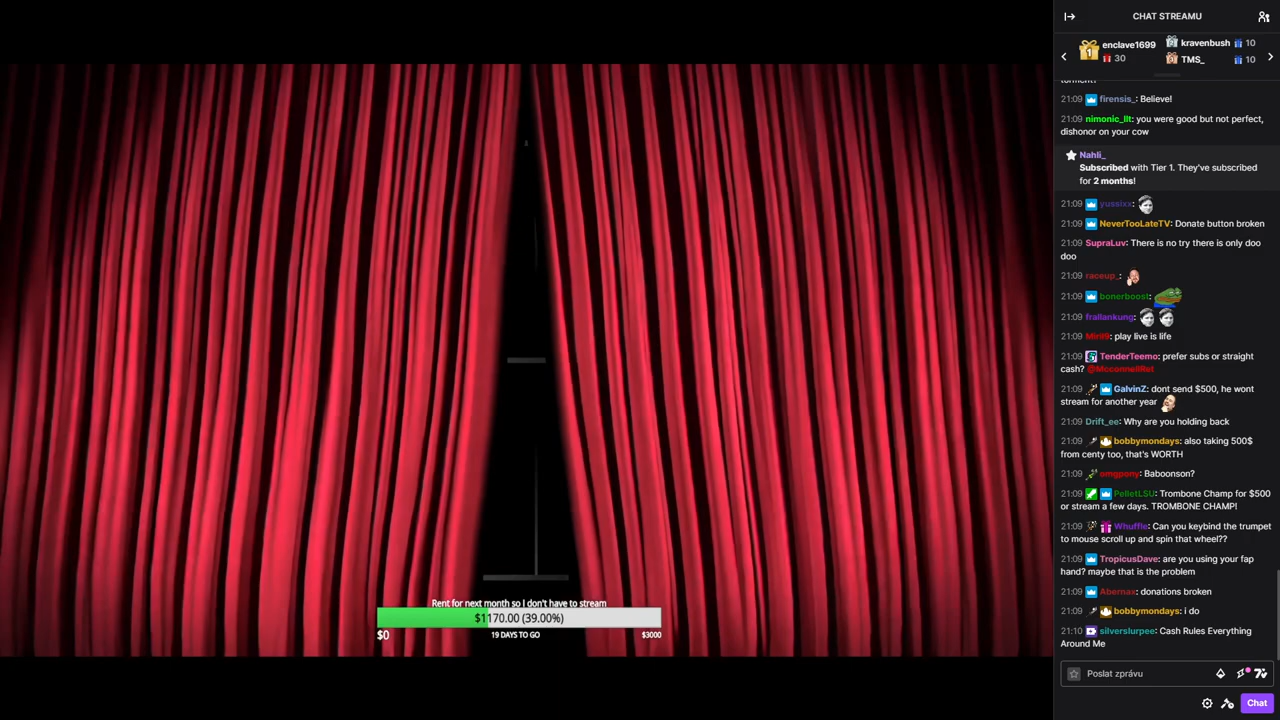 CHAT STREAMU
enclave1699
30
kravenbush 10
TMS_ 10
21:09 firensis_: Believe!
21:09 nimonic_llt: you were good but not perfect,
dishonor on your cow
Nahli_
Subscribed with Tier 1. They've subscribed
for 2 months!
21:09 yussixx:
21:09 NeverTooLateTV: Donate button broken
21:09 SupraLuv: There is no try there is only doo
doo
21:09 raceup_:
21:09 bonerboost:
21:09 frallankung:
21:09 Miril9: play live is life
21:09 TenderTeemo: prefer subs or straight
cash? @McconnellRet
21:09 GalvinZ: dont send $500, he wont
stream for another year
21:09 Drift_ee: Why are you holding back
21:09 bobbymondays: also taking 500$
from centy too, that's WORTH
21:09 smgpony: Baboonson?
21:09 PelletLSU: Trombone Champ for $500
or stream a few days. TROMBONE CHAMP!
21:09 Whuffle: Can you keybind the trumpet
to mouse scroll up and spin that wheel??
21:09 TropicusDave: are you using your fap
hand? maybe that is the problem
21:09 Abernax: donations broken
21:09 bobbymondays: i do
21:10 silverslurpee: Cash Rules Everything
Around Me
Poslat zprávu
Chat
Rent for next month so I don't have to stream
$1170.00 (39.00%)
$0
19 DAYS TO GO
$3000